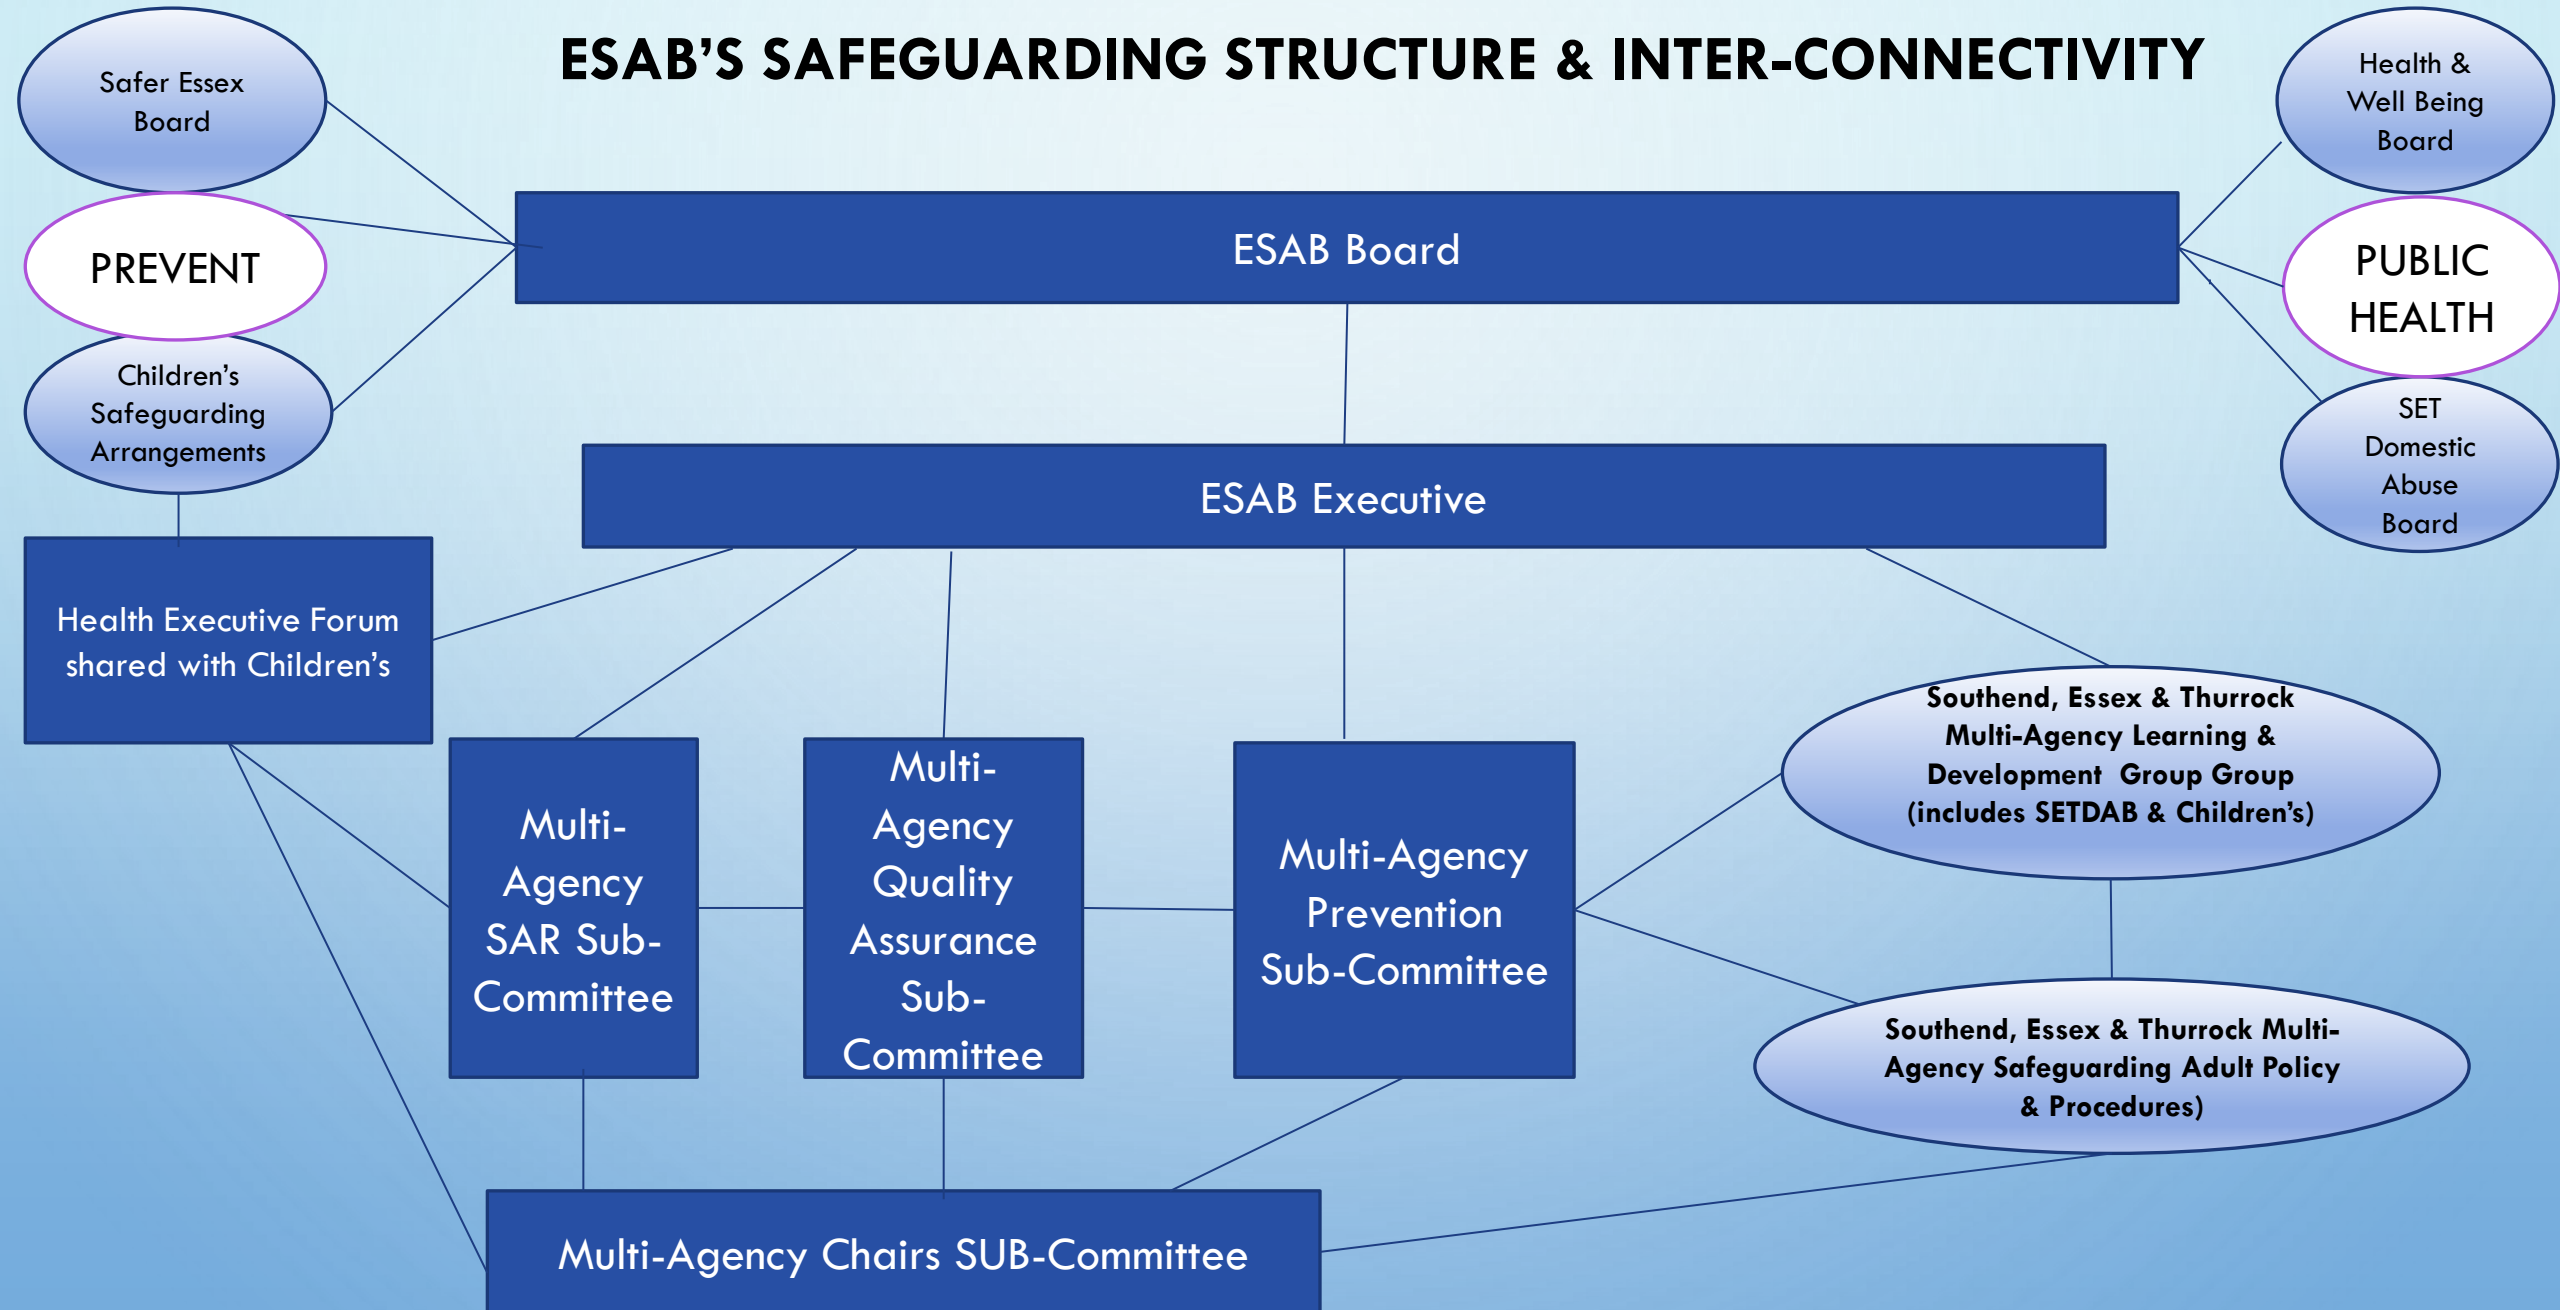 ESAB'S SAFEGUARDING STRUCTURE & INTER-CONNECTIVITY
Safer Essex
Board
PREVENT
Children's
Safeguarding
Arrangements
Health &
Well Being
Board
PUBLIC
HEALTH
SET
Domestic
Abuse
Board
ESAB Board
ESAB Executive
Health Executive Forum
shared with Children's
Multi-
Agency
SAR Sub-
Committee
Multi-
Agency
Quality
Assurance
Sub-
Committee
Multi-Agency
Prevention
Sub-Committee
Southend, Essex & Thurrock
Multi-Agency Learning &
Development  Group Group
(includes SETDAB & Children's)
Southend, Essex & Thurrock Multi-
Agency Safeguarding Adult Policy
& Procedures)
Multi-Agency Chairs SUB-Committee